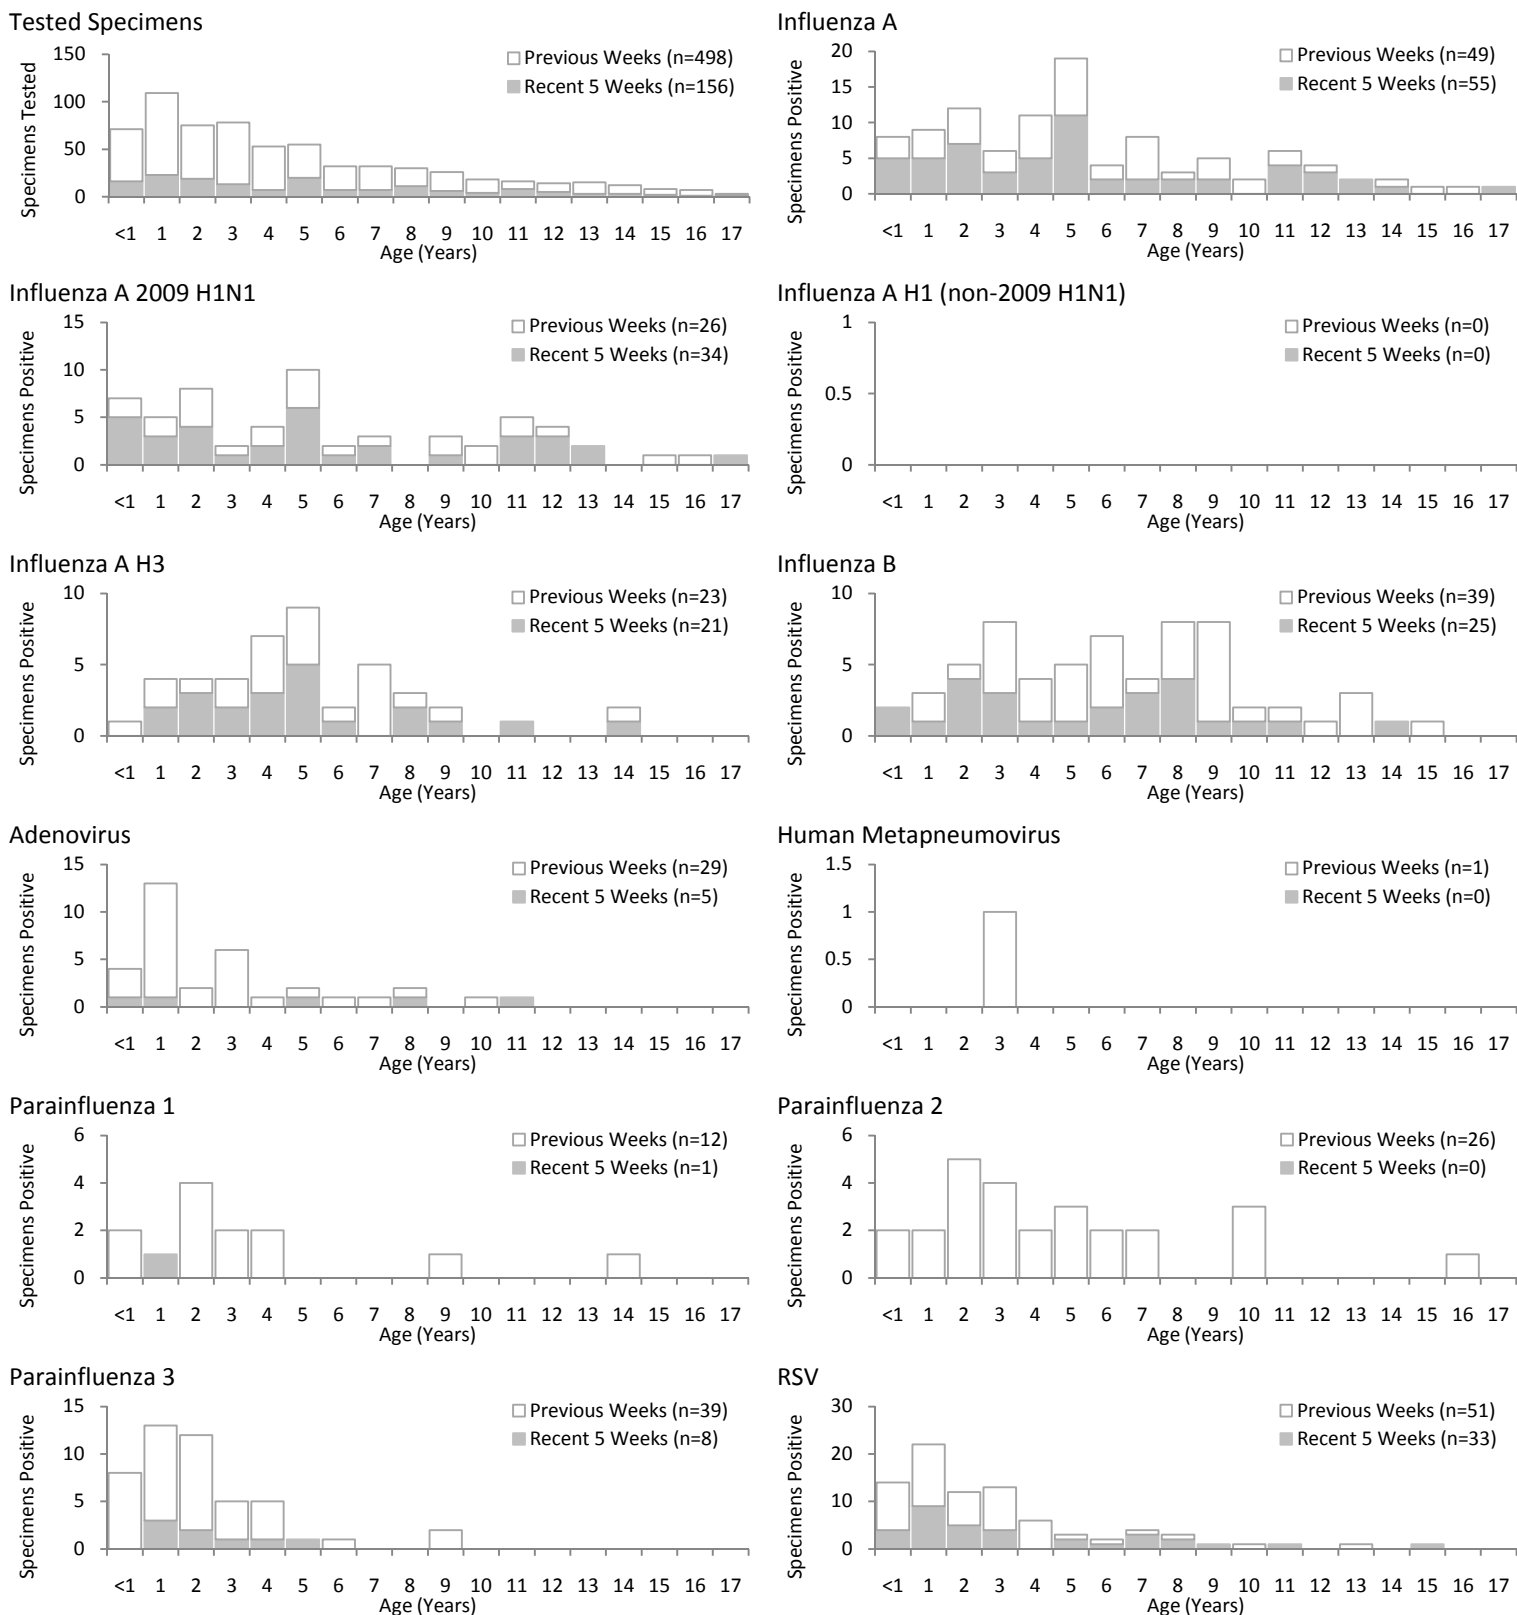 Tested Specimens
Specimens Tested
150
100
50
0
Previous Weeks (n=498)
Recent 5 Weeks (n=156)
<1 1 2 3 4 5 6 7 8 9 10 11 12 13 14 15 16 17
Age (Years)
Influenza A
Specimens Positive
20
15
10
5
0
Previous Weeks (n=49)
Recent 5 Weeks (n=55)
<1 1 2 3 4 5 6 7 8 9 10 11 12 13 14 15 16 17
Age (Years)
Influenza A 2009 H1N1
Specimens Positive
15
10
5
0
Previous Weeks (n=26)
Recent 5 Weeks (n=34)
<1 1 2 3 4 5 6 7 8 9 10 11 12 13 14 15 16 17
Age (Years)
Influenza A H1 (non-2009 H1N1)
Specimens Positive
1
0.5
0
Previous Weeks (n=0)
Recent 5 Weeks (n=0)
<1 1 2 3 4 5 6 7 8 9 10 11 12 13 14 15 16 17
Age (Years)
Influenza A H3
Specimens Positive
10
5
0
Previous Weeks (n=23)
Recent 5 Weeks (n=21)
<1 1 2 3 4 5 6 7 8 9 10 11 12 13 14 15 16 17
Age (Years)
Influenza B
Specimens Positive
10
5
0
Previous Weeks (n=39)
Recent 5 Weeks (n=25)
<1 1 2 3 4 5 6 7 8 9 10 11 12 13 14 15 16 17
Age (Years)
Adenovirus
Specimens Positive
15
10
5
0
Previous Weeks (n=29)
Recent 5 Weeks (n=5)
<1 1 2 3 4 5 6 7 8 9 10 11 12 13 14 15 16 17
Age (Years)
Human Metapneumovirus
Specimens Positive
1.5
1
0.5
0
Previous Weeks (n=1)
Recent 5 Weeks (n=0)
<1 1 2 3 4 5 6 7 8 9 10 11 12 13 14 15 16 17
Age (Years)
Parainfluenza 1
Specimens Positive
6
4
2
0
Previous Weeks (n=12)
Recent 5 Weeks (n=1)
<1 1 2 3 4 5 6 7 8 9 10 11 12 13 14 15 16 17
Age (Years)
Parainfluenza 2
Specimens Positive
6
4
2
0
Previous Weeks (n=26)
Recent 5 Weeks (n=0)
<1 1 2 3 4 5 6 7 8 9 10 11 12 13 14 15 16 17
Age (Years)
Parainfluenza 3
Specimens Positive
15
10
5
0
Previous Weeks (n=39)
Recent 5 Weeks (n=8)
<1 1 2 3 4 5 6 7 8 9 10 11 12 13 14 15 16 17
Age (Years)
RSV
Specimens Positive
30
20
10
0
Previous Weeks (n=51)
Recent 5 Weeks (n=33)
<1 1 2 3 4 5 6 7 8 9 10 11 12 13 14 15 16 17
Age (Years)